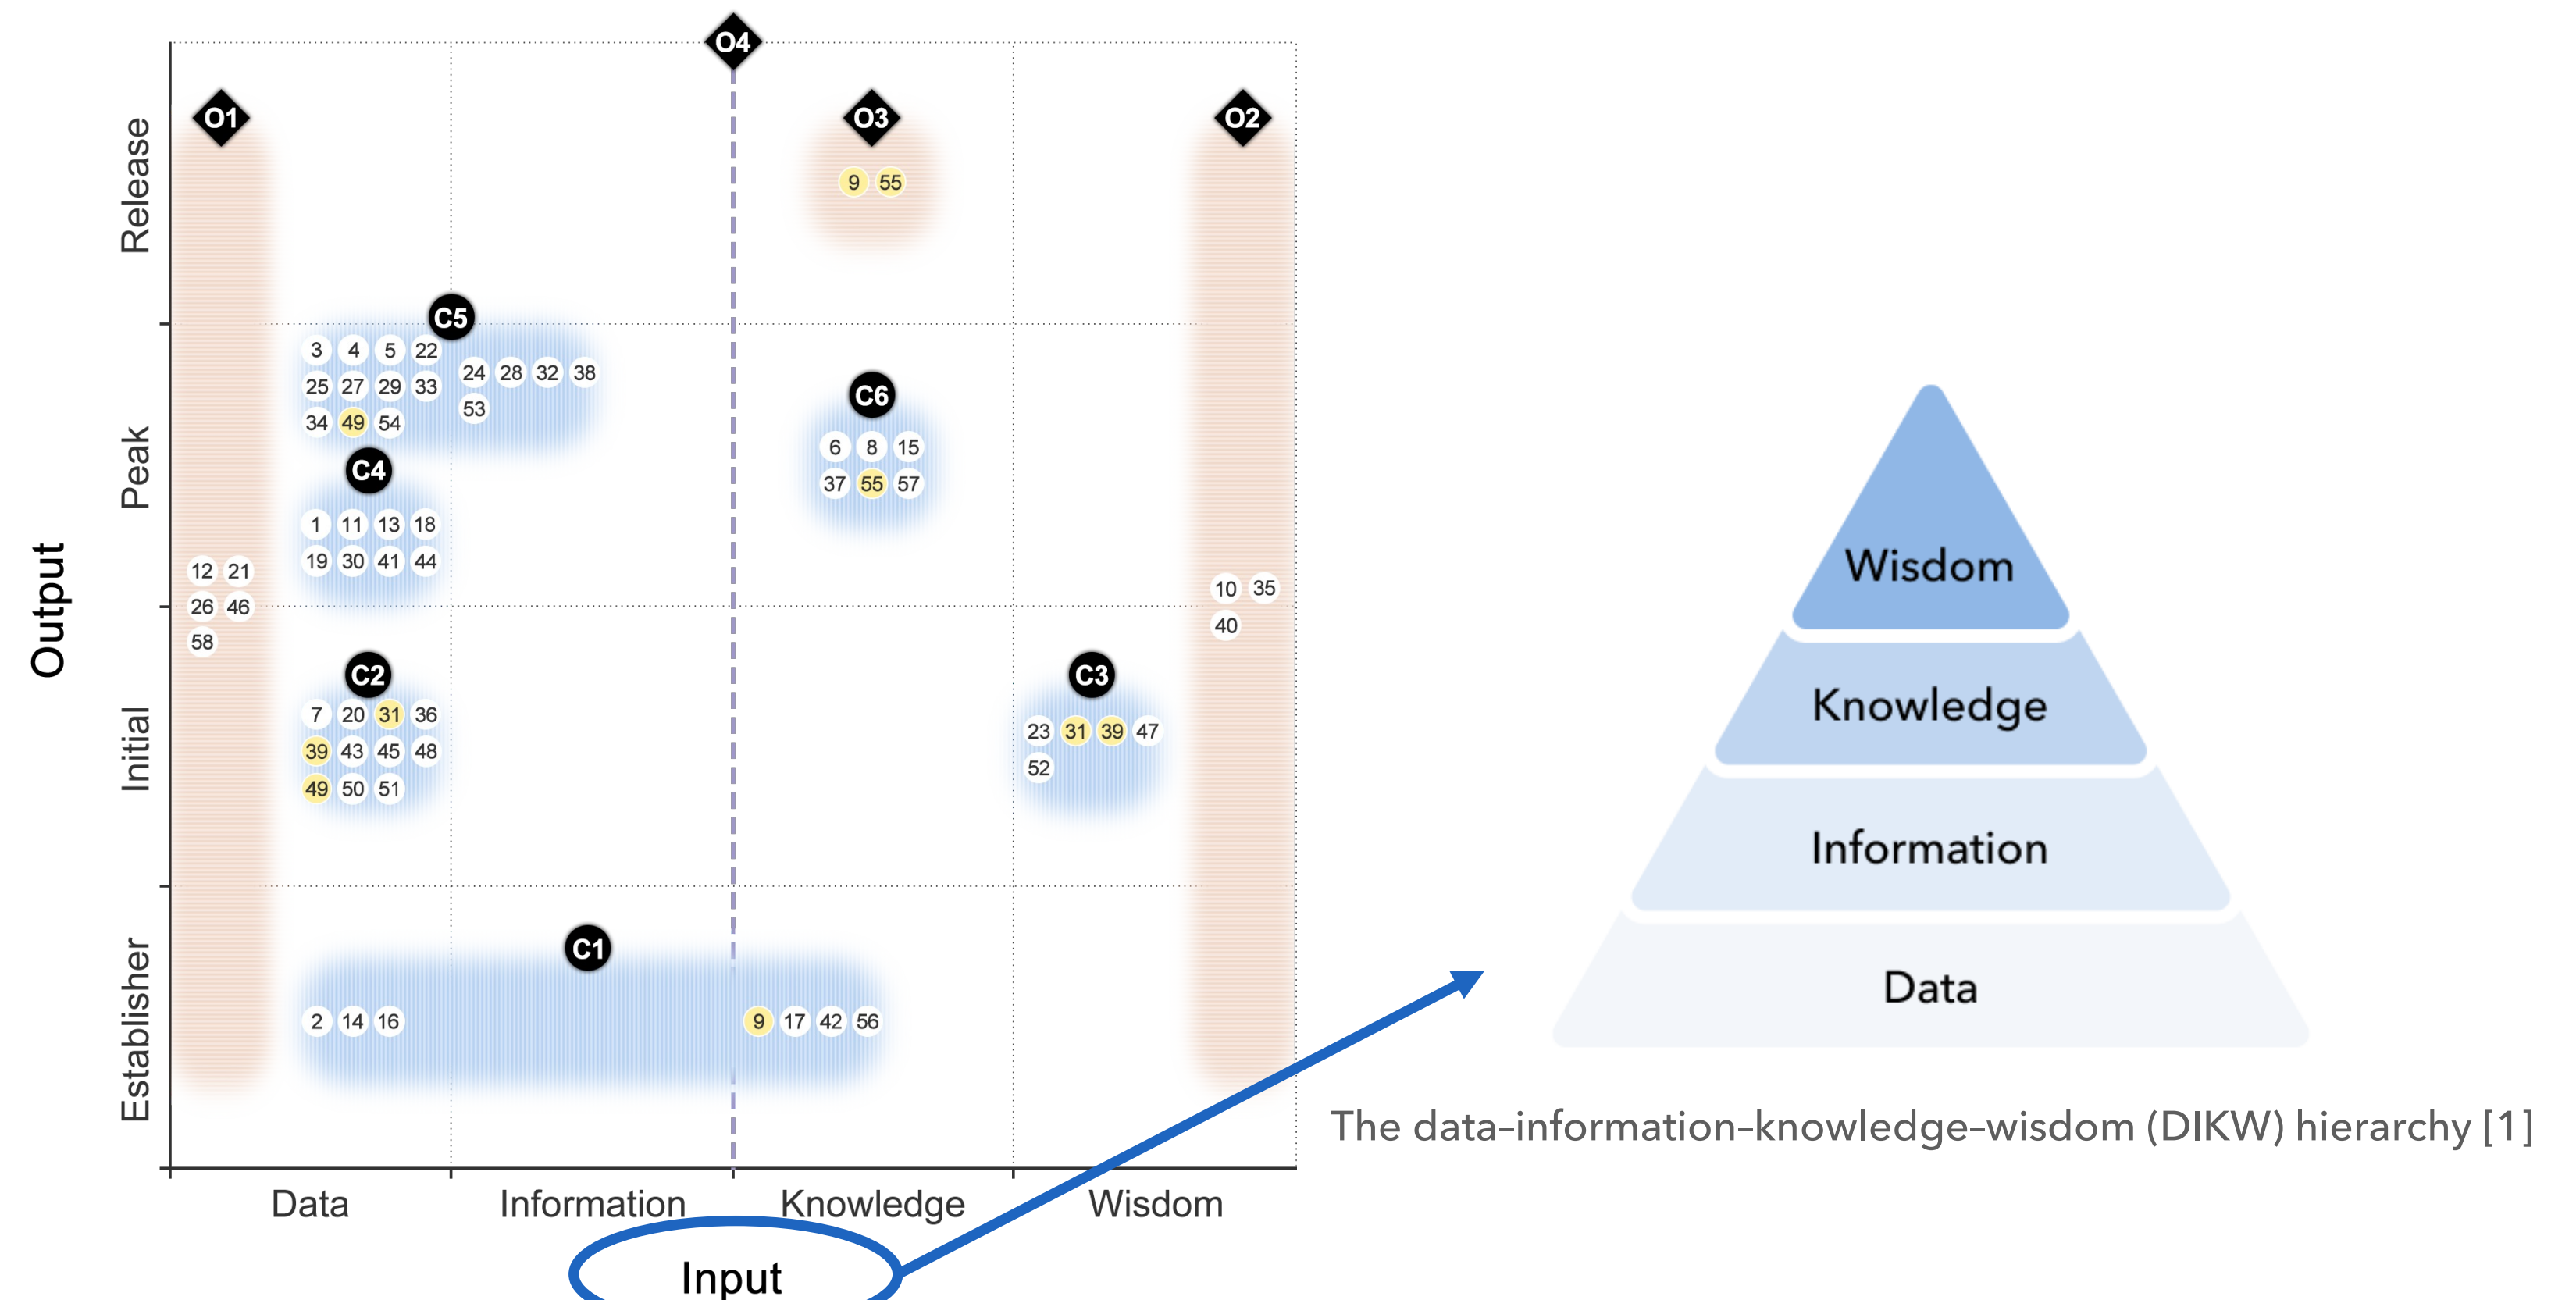 O4
O1
O3
O2
9 55
Release
C5
3 4 5 22
24 28 32 38
25 27 29 33
53
34 49 54
C6
6 8 15
37 55 57
Peak
C4
1 11 13 18
19 30 41 44
12 21
26 46
58
10 35
40
Output
C2
7 20 31 36
39 43 45 48
49 50 51
C3
23 31 39 47
52
Initial
C1
2 14 16
9 17 42 56
Establisher
Data Information Knowledge Wisdom
Input
Wisdom
Knowledge
Information
Data
The data–information–knowledge–wisdom (DIKW) hierarchy [1]